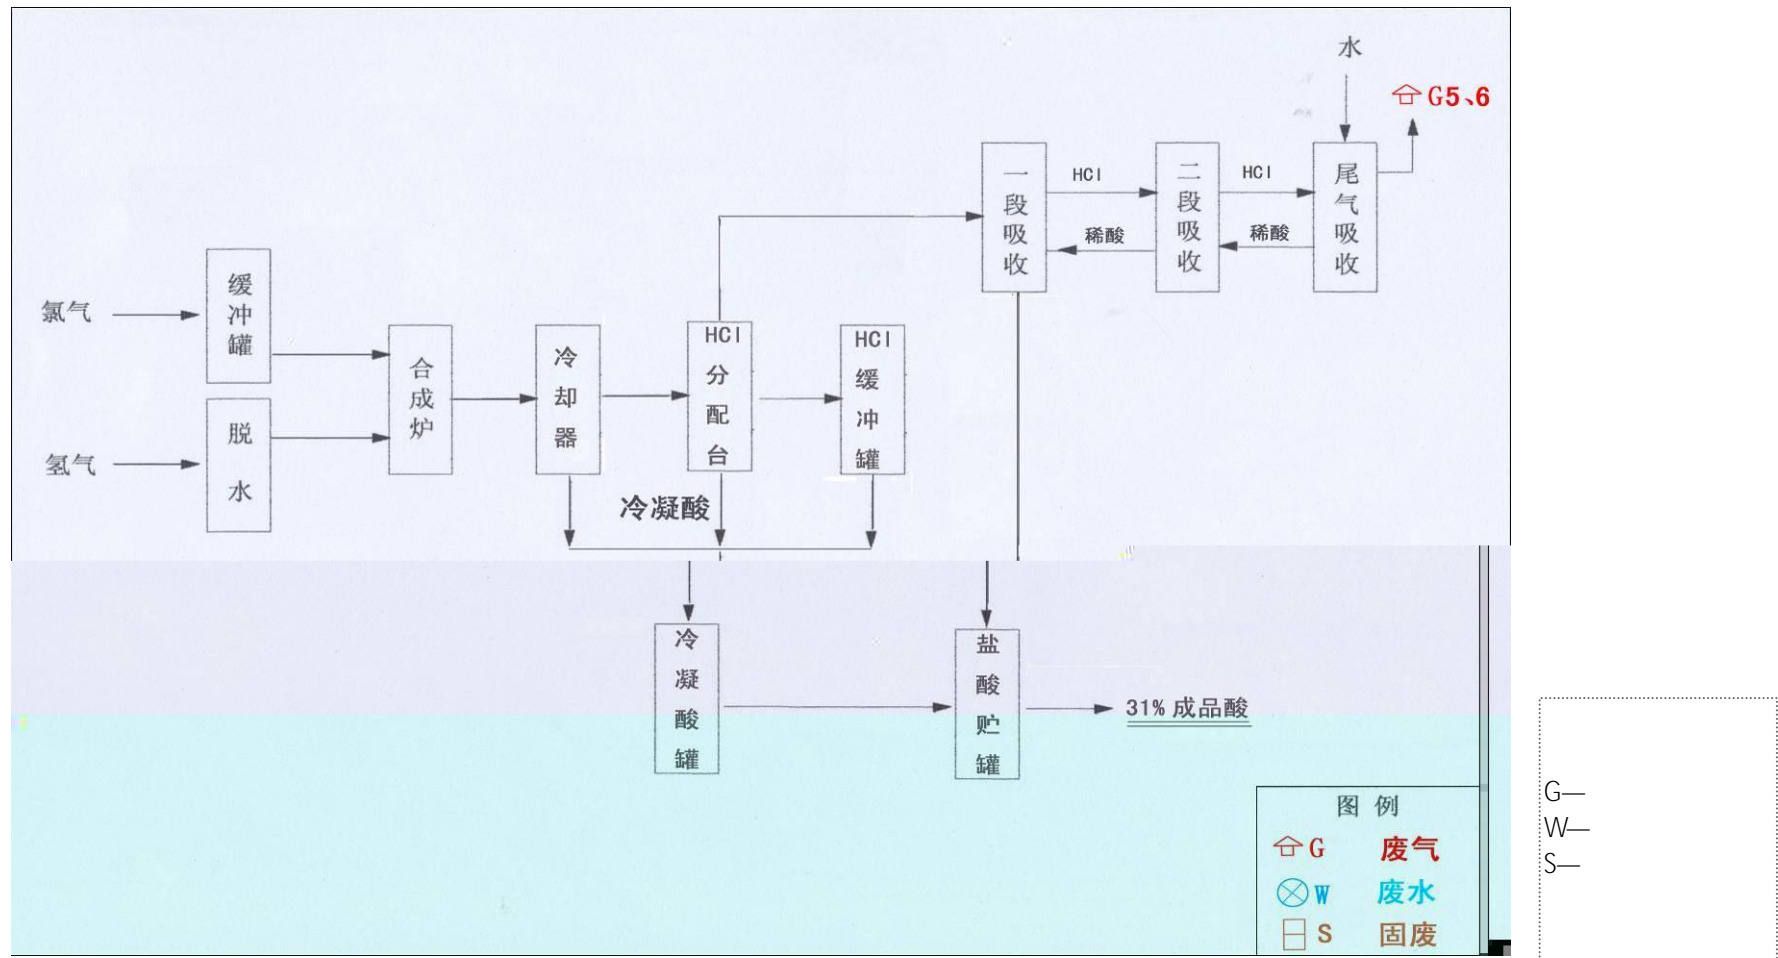 水
G5、6
一段吸收
HCl
二段吸收
HCl
尾气吸收
稀酸
稀酸
氯气
缓冲罐
氢气
脱水
合成炉
冷却器
HCl分配台
HCl缓冲罐
冷凝酸
冷凝酸罐
盐酸贮罐
31%成品酸
图例
G 废气
W 废水
S 固废
G—
W—
S—